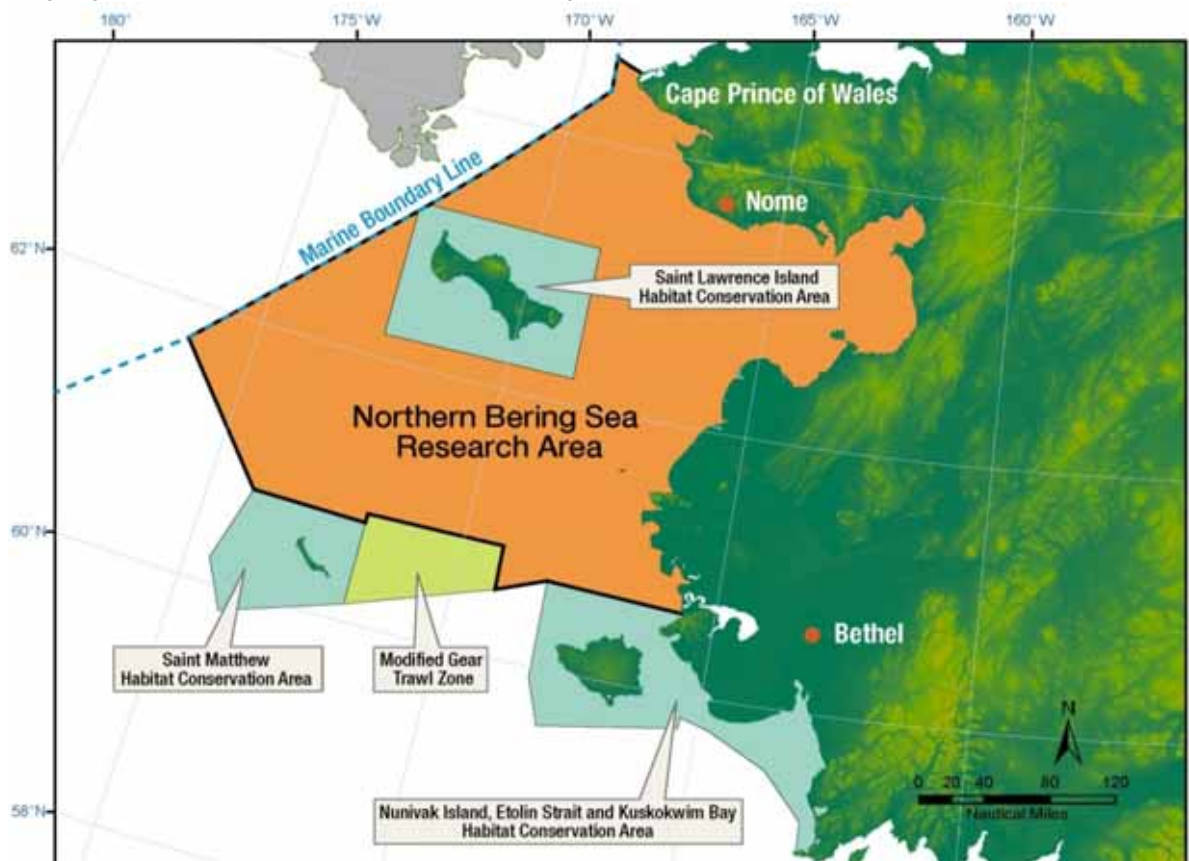 180°
175°W
170°W
165°W
160°W
Cape Prince of Wales
Marine Boundary Line
Nome
62°N
Saint Lawrence Island
Habitat Conservation Area
Northern Bering Sea
Research Area
60°N
Bethel
Saint Matthew
Habitat Conservation Area
Modified Gear
Trawl Zone
N
0 20 40 80 120
Nautical Miles
58°N
Nunivak Island, Etolin Strait and Kuskokwim Bay
Habitat Conservation Area